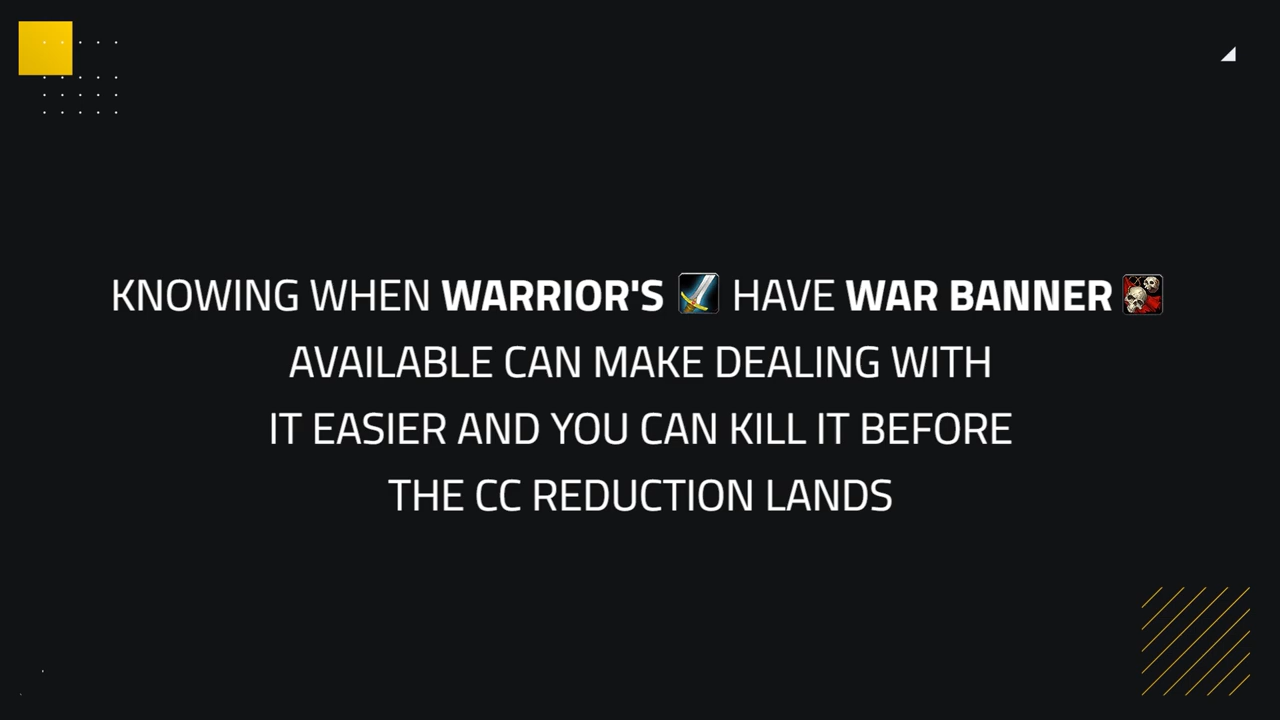 KNOWING WHEN WARRIOR'S HAVE WAR BANNER
AVAILABLE CAN MAKE DEALING WITH
IT EASIER AND YOU CAN KILL IT BEFORE
THE CC REDUCTION LANDS